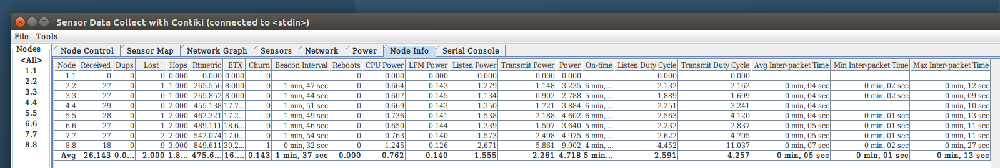 Sensor Data Collect with Contiki (connected to <stdin>)
File Tools
Nodes
<All>
1.1
2.2
3.3
4.4
5.5
6.6
7.7
8.8
Node Control Sensor Map Network Graph Sensors Network Power Node Info Serial Console
Node Received Dups Lost Hops Rtmetric ETX Churn Beacon Interval Reboots CPU Power LPM Power Listen Power Transmit Power Power On-time Listen Duty Cycle Transmit Duty Cycle Avg Inter-packet Time Min Inter-packet Time Max Inter-packet Time
1.1 0 0 0 0.000 0.000 0.000 0 0 0.000 0.000 0.000 0.000 0.000 0.000 0.000
2.2 27 0 1 1.000 265.556 8.000 0 1 min, 47 sec 0 0.664 0.143 1.279 1.148 3.235 6 min, ... 2.132 2.162 0 min, 04 sec 0 min, 02 sec 0 min, 12 sec
3.3 27 0 0 1.000 265.852 8.000 0 1 min, 44 sec 0 0.607 0.145 1.134 0.902 2.788 5 min, ... 1.889 1.699 0 min, 04 sec 0 min, 02 sec 0 min, 09 sec
4.4 29 0 0 2.000 455.138 17.7... 0 1 min, 51 sec 0 0.669 0.143 1.350 1.721 3.884 6 min, ... 2.251 3.241 0 min, 04 sec 0 min, 10 sec
5.5 28 0 1 2.000 462.321 17.2... 0 1 min, 49 sec 0 0.736 0.141 1.538 2.188 4.602 6 min, ... 2.563 4.120 0 min, 04 sec 0 min, 01 sec 0 min, 13 sec
6.6 27 0 1 2.000 489.111 18.6... 0 1 min, 46 sec 0 0.650 0.144 1.339 1.507 3.640 5 min, ... 2.232 2.837 0 min, 05 sec 0 min, 01 sec 0 min, 11 sec
7.7 27 0 2 2.000 542.074 17.0... 0 1 min, 54 sec 0 0.763 0.140 1.573 2.498 4.975 6 min, ... 2.622 4.705 0 min, 05 sec 0 min, 01 sec 0 min, 11 sec
8.8 18 0 9 3.000 849.611 30.2... 1 0 min, 32 sec 0 1.245 0.126 2.671 5.861 9.902 4 min, ... 4.452 11.037 0 min, 07 sec 0 min, 02 sec 0 min, 27 sec
Avg 26.143 0.0... 2.000 1.8... 475.6... 16.... 0.143 1 min, 37 sec 0.000 0.762 0.140 1.555 2.261 4.718 5 min... 2.591 4.257 0 min, 05 sec 0 min, 01 sec 0 min, 13 sec